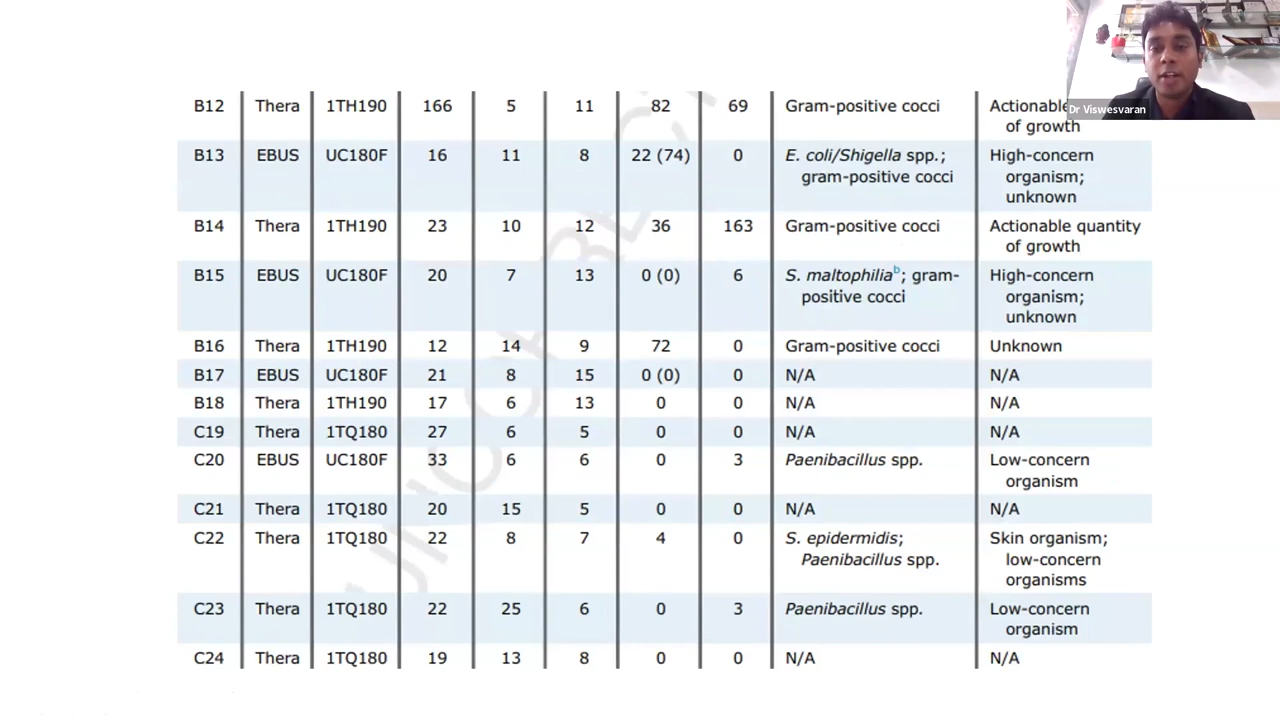 B12 Thera 1TH190 166 5 11 82 69 Gram-positive cocci Actionable
of growth
B13 EBUS UC180F 16 11 8 22 (74) 0 E. coli/Shigella spp.; High-concern
gram-positive cocci organism;
unknown
B14 Thera 1TH190 23 10 12 36 163 Gram-positive cocci Actionable quantity
of growth
B15 EBUS UC180F 20 7 13 0 (0) 6 S. maltophilia^b; gram- High-concern
positive cocci organism;
unknown
B16 Thera 1TH190 12 14 9 72 0 Gram-positive cocci Unknown
B17 EBUS UC180F 21 8 15 0 (0) 0 N/A N/A
B18 Thera 1TH190 17 6 13 0 0 N/A N/A
C19 Thera 1TQ180 27 6 5 0 0 N/A N/A
C20 EBUS UC180F 33 6 6 0 3 Paenibacillus spp. Low-concern
organism
C21 Thera 1TQ180 20 15 5 0 0 N/A N/A
C22 Thera 1TQ180 22 8 7 4 0 S. epidermidis; Skin organism;
Paenibacillus spp. low-concern
organisms
C23 Thera 1TQ180 22 25 6 0 3 Paenibacillus spp. Low-concern
organism
C24 Thera 1TQ180 19 13 8 0 0 N/A N/A
Dr Viswesvaran